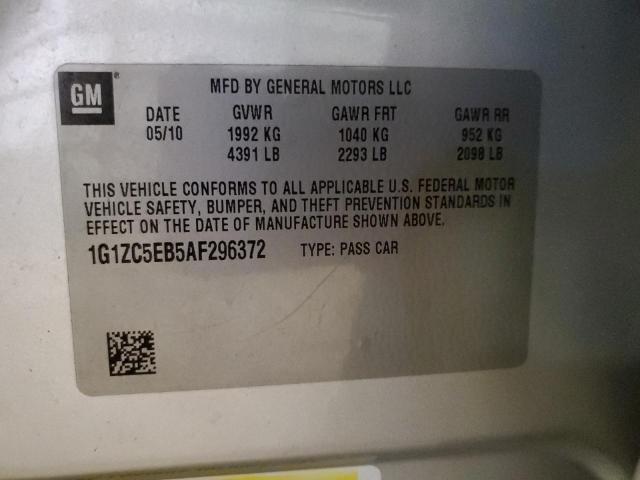 GM®
MFD BY GENERAL MOTORS LLC
DATE GVWR GAWR FRT GAWR RR
05/10 1992 KG 1040 KG 952 KG
4391 LB 2293 LB 2098 LB
THIS VEHICLE CONFORMS TO ALL APPLICABLE U.S. FEDERAL MOTOR
VEHICLE SAFETY, BUMPER, AND THEFT PREVENTION STANDARDS IN
EFFECT ON THE DATE OF MANUFACTURE SHOWN ABOVE.
1G1ZC5EB5AF296372 TYPE: PASS CAR